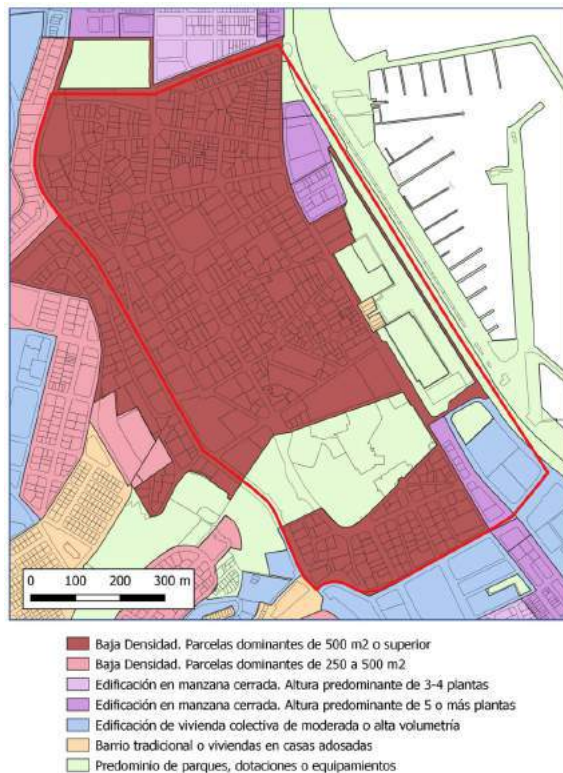 0 100 200 300 m
Baja Densidad. Parcelas dominantes de 500 m2 o superior
Baja Densidad. Parcelas dominantes de 250 a 500 m2
Edificación en manzana cerrada. Altura predominante de 3-4 plantas
Edificación en manzana cerrada. Altura predominante de 5 o más plantas
Edificación de vivienda colectiva de moderada o alta volumetría
Barrio tradicional o viviendas en casas adosadas
Predominio de parques, dotaciones o equipamientos